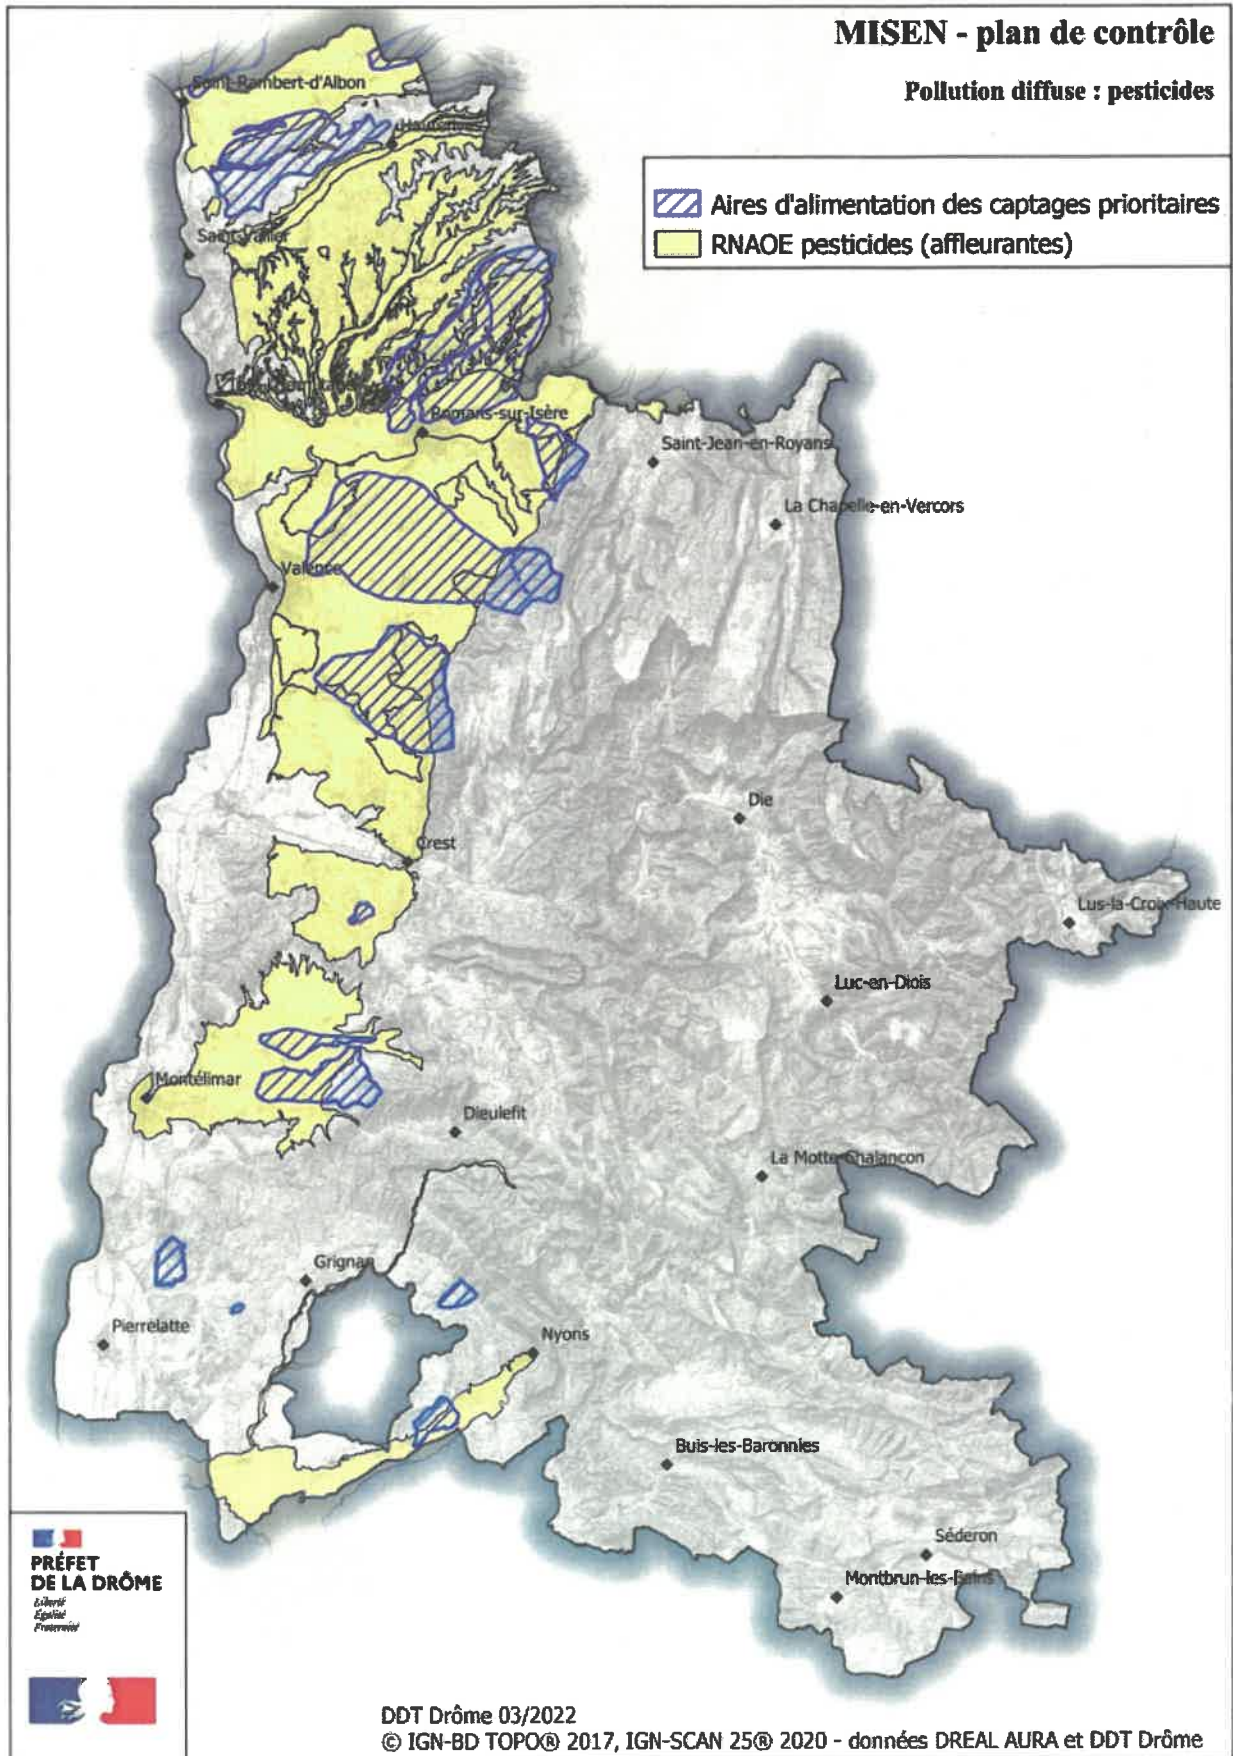 MISEN - plan de contrôle
Pollution diffuse : pesticides
Aires d'alimentation des captages prioritaires
RNAOE pesticides (affleurantes)
Saint-Rambert-d'Albon
Saint-Vallier
Romans-sur-Isère
Saint-Jean-en-Royans
La Chapelle-en-Vercors
Valence
Die
Crest
Lus-la-Croix-Haute
Luc-en-Diois
Montélimar
Dieulefit
La Motte-Chalancon
Grignan
Pierrelatte
Nyons
Buis-les-Baronnies
Séderon
Montbrun-les-Bains
PRÉFET
DE LA DRÔME
Liberté
Égalité
Fraternité
DDT Drôme 03/2022
© IGN-BD TOPO® 2017, IGN-SCAN 25® 2020 - données DREAL AURA et DDT Drôme